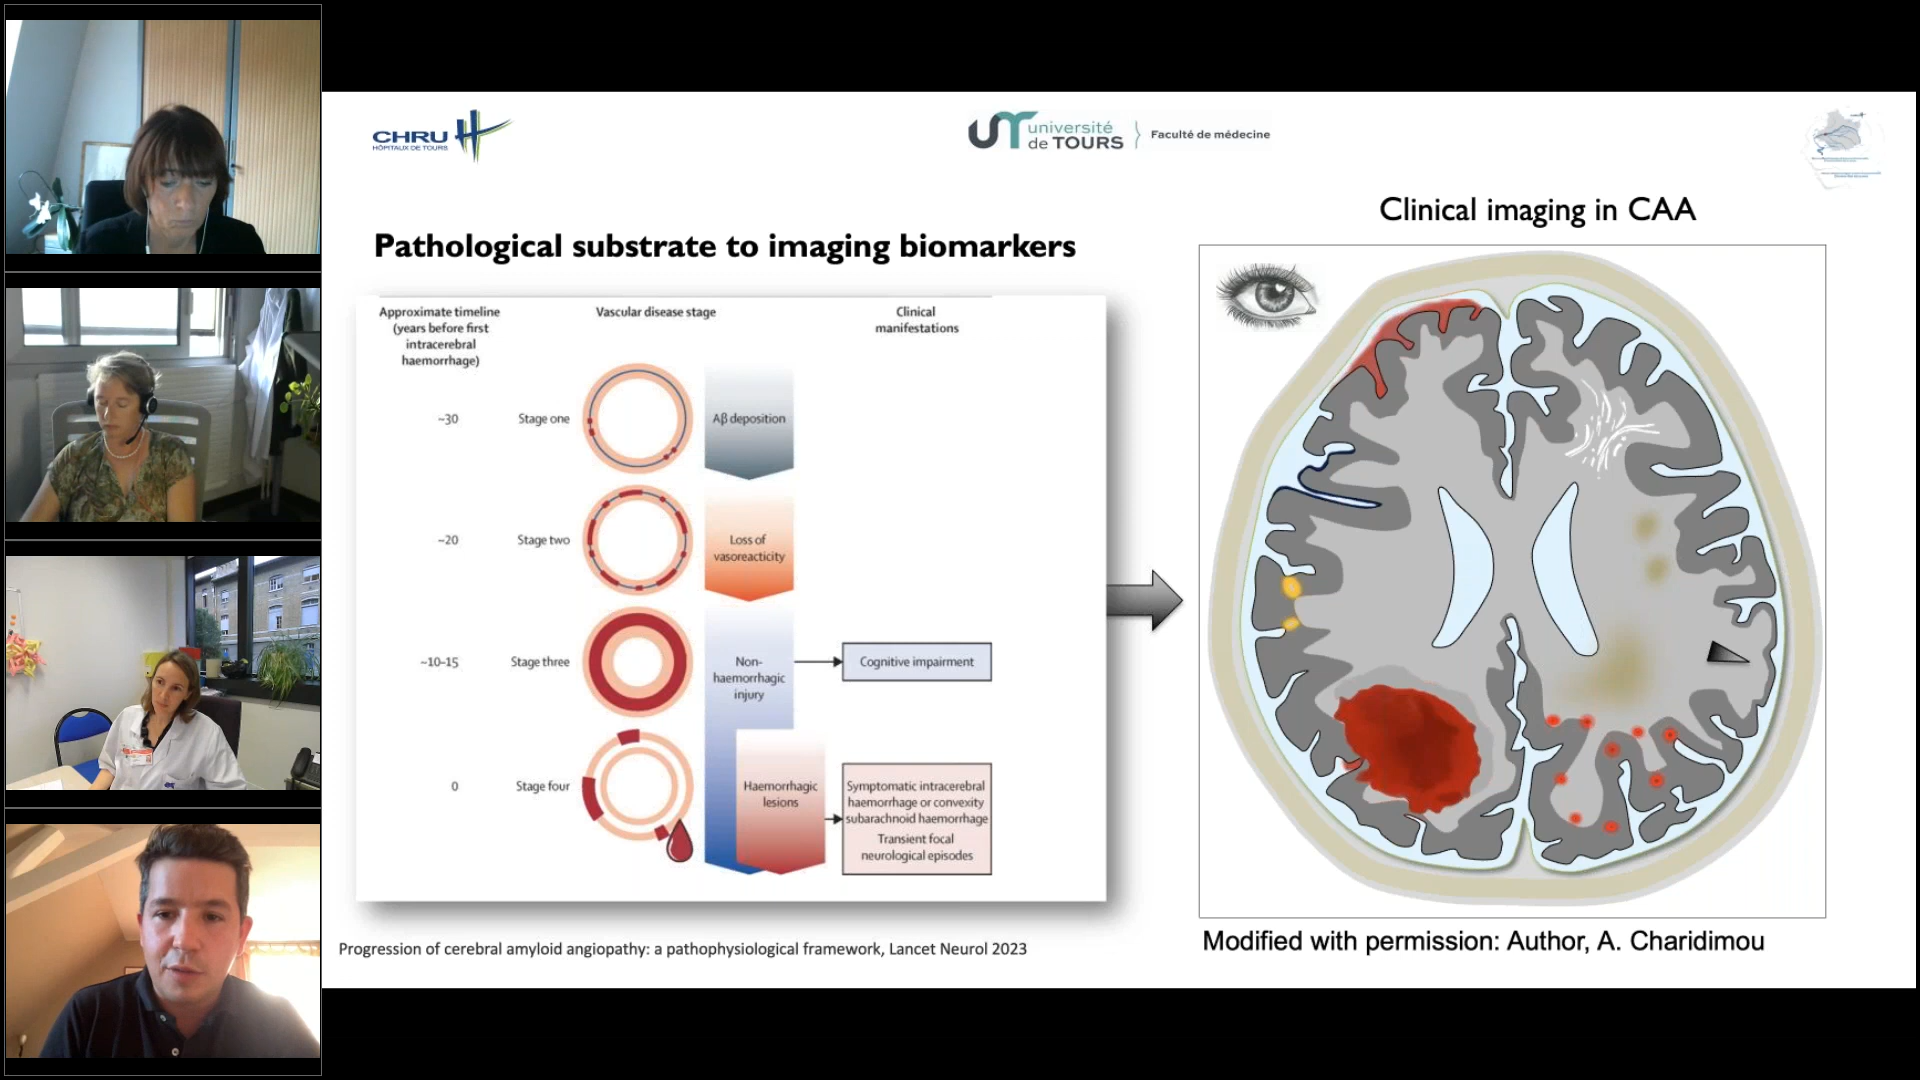 CHRU
HÔPITAUX DE TOURS
université
de TOURS
Faculté de médecine
Clinical imaging in CAA
Pathological substrate to imaging biomarkers
Approximate timeline
(years before first
intracerebral
haemorrhage)
Vascular disease stage
Clinical
manifestations
~30
Stage one
Aβ deposition
~20
Stage two
Loss of
vasoreacticity
~10–15
Stage three
Non-
haemorrhagic
injury
Cognitive impairment
0
Stage four
Haemorrhagic
lesions
Symptomatic intracerebral
haemorrhage or convexity
subarachnoid haemorrhage
Transient focal
neurological episodes
Progression of cerebral amyloid angiopathy: a pathophysiological framework, Lancet Neurol 2023
Modified with permission: Author, A. Charidimou